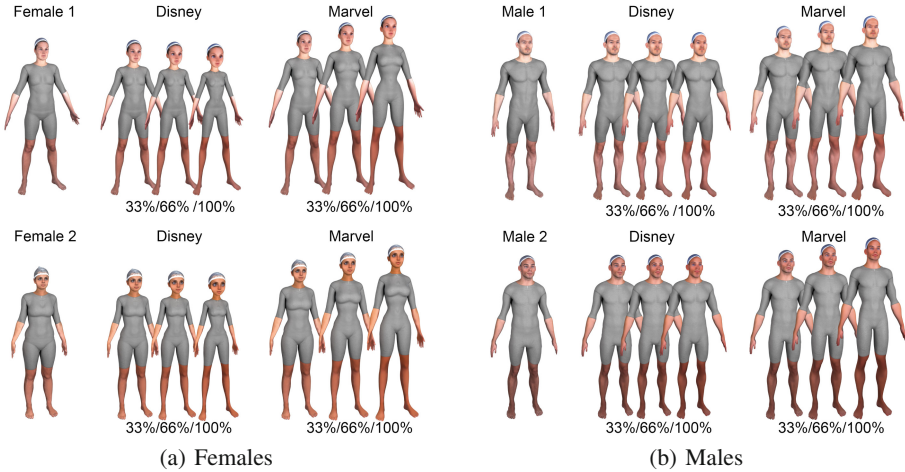 Female 1
Disney
Marvel
33%/66% /100%
33%/66%/100%
Female 2
Disney
Marvel
33%/66%/100%
33%/66%/100%
(a) Females
Male 1
Disney
Marvel
33%/66% /100%
33%/66%/100%
Male 2
Disney
Marvel
33%/66%/100%
33%/66%/100%
(b) Males